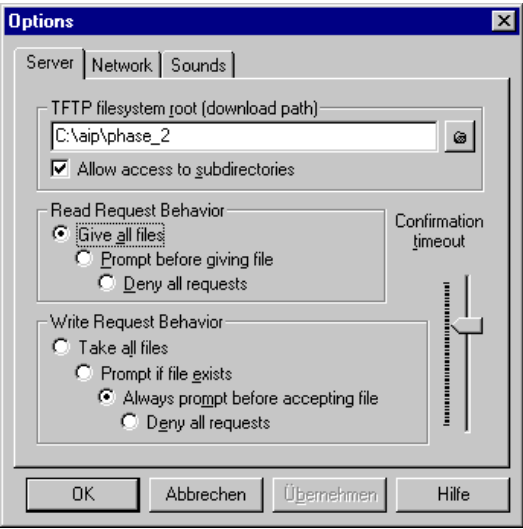 Options
Server Network Sounds
TFTP filesystem root (download path)
C:\aip\phase_2
Allow access to subdirectories
Read Request Behavior
Give all files
Prompt before giving file
Deny all requests
Confirmation
timeout
Write Request Behavior
Take all files
Prompt if file exists
Always prompt before accepting file
Deny all requests
OK Abbrechen Übernehmen Hilfe